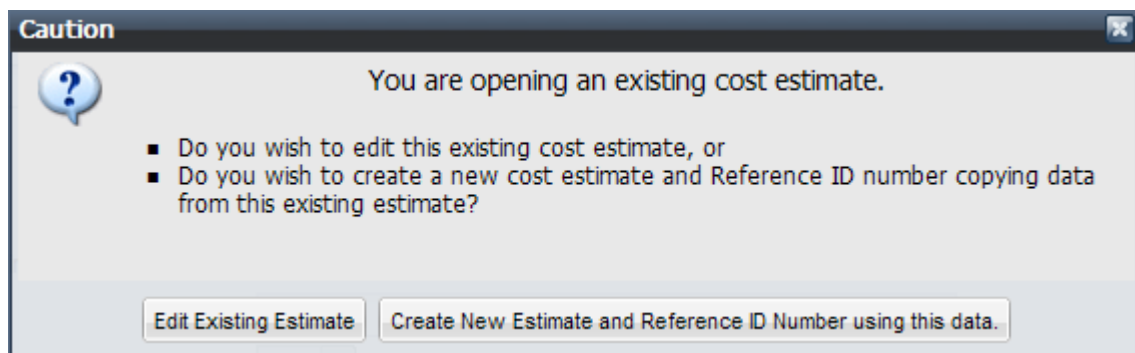 Caution
You are opening an existing cost estimate.
▪ Do you wish to edit this existing cost estimate, or
▪ Do you wish to create a new cost estimate and Reference ID number copying data
from this existing estimate?
Edit Existing Estimate
Create New Estimate and Reference ID Number using this data.